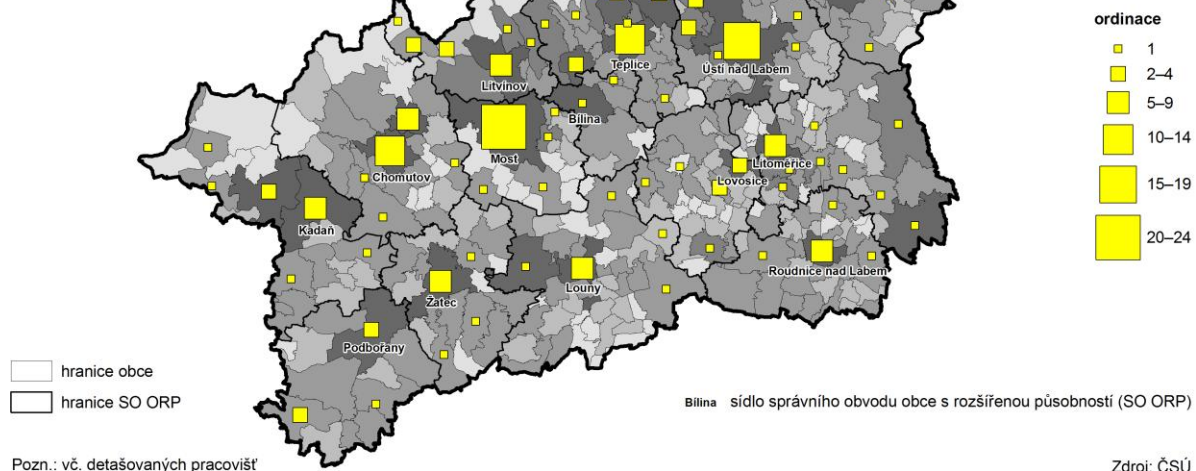 ordinace
1
2–4
5–9
10–14
15–19
20–24
Teplice
Ústí nad Labem
Litvínov
Bílina
Most
Litoměřice
Chomutov
Lovosice
Kadaň
Roudnice nad Labem
Louny
Žatec
Podbořany
hranice obce
hranice SO ORP
Bílina sídlo správního obvodu obce s rozšířenou působností (SO ORP)
Pozn.: vč. detašovaných pracovišť
Zdroj: ČSÚ